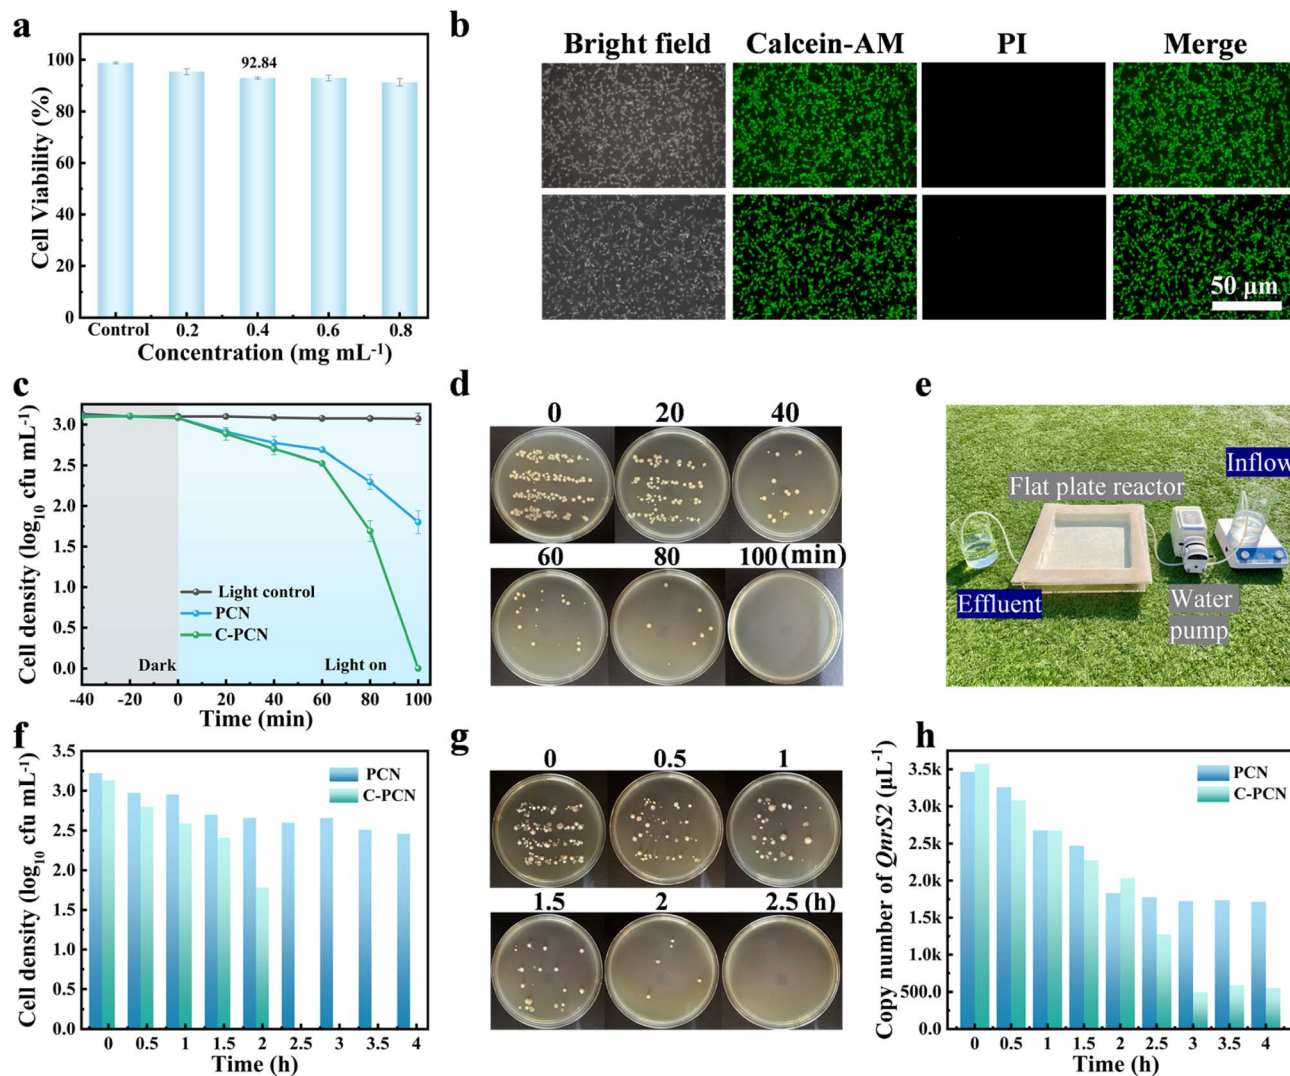 a
100
80
60
40
20
0
Cell Viability (%)
92.84
Control 0.2 0.4 0.6 0.8
Concentration (mg mL⁻¹)
b
Bright field Calcein-AM PI Merge
50 μm
c
3.0
2.5
2.0
1.5
1.0
0.5
0.0
Cell density (log₁₀ cfu mL⁻¹)
Light control
PCN
C-PCN
Dark
Light on
-40 -20 0 20 40 60 80 100
Time (min)
d
0 20 40
60 80 100 (min)
e
Inflow
Flat plate reactor
Effluent
Water
pump
f
3.5
3.0
2.5
2.0
1.5
1.0
0.5
0.0
Cell density (log₁₀ cfu mL⁻¹)
PCN
C-PCN
0 0.5 1 1.5 2 2.5 3 3.5 4
Time (h)
g
0 0.5 1
1.5 2 2.5 (h)
h
3.5k
3.0k
2.5k
2.0k
1.5k
1.0k
500.0
0.0
Copy number of QnrS2 (μL⁻¹)
PCN
C-PCN
0 0.5 1 1.5 2 2.5 3 3.5 4
Time (h)